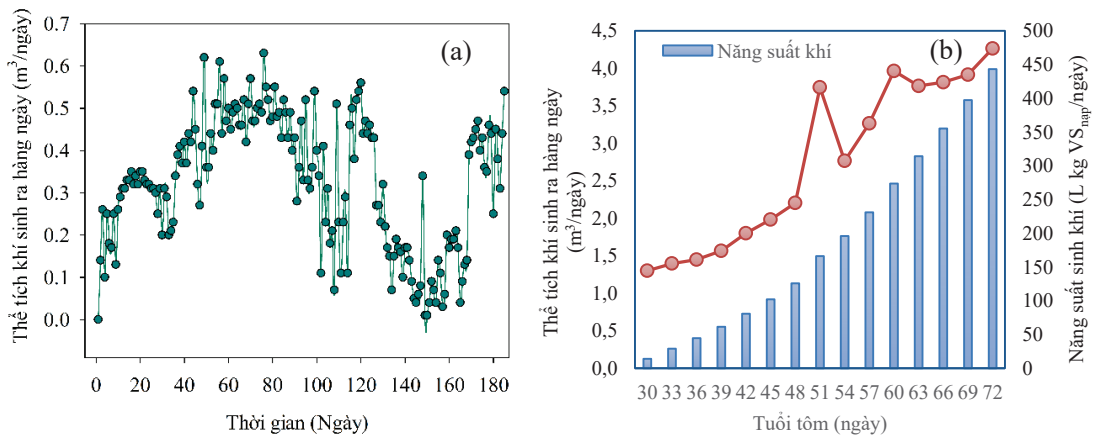 (a)
Thể tích khí sinh ra hàng ngày (m³/ngày)
0.7
0.6
0.5
0.4
0.3
0.2
0.1
0.0
0 20 40 60 80 100 120 140 160 180
Thời gian (Ngày)
(b)
Năng suất khí
Thể tích khí sinh ra hàng ngày
(m³/ngày)
4,5
4,0
3,5
3,0
2,5
2,0
1,5
1,0
0,5
0,0
500
450
400
350
300
250
200
150
100
50
0
Năng suất sinh khí (L kg VSnạp/ngày)
30 33 36 39 42 45 48 51 54 57 60 63 66 69 72
Tuổi tôm (ngày)